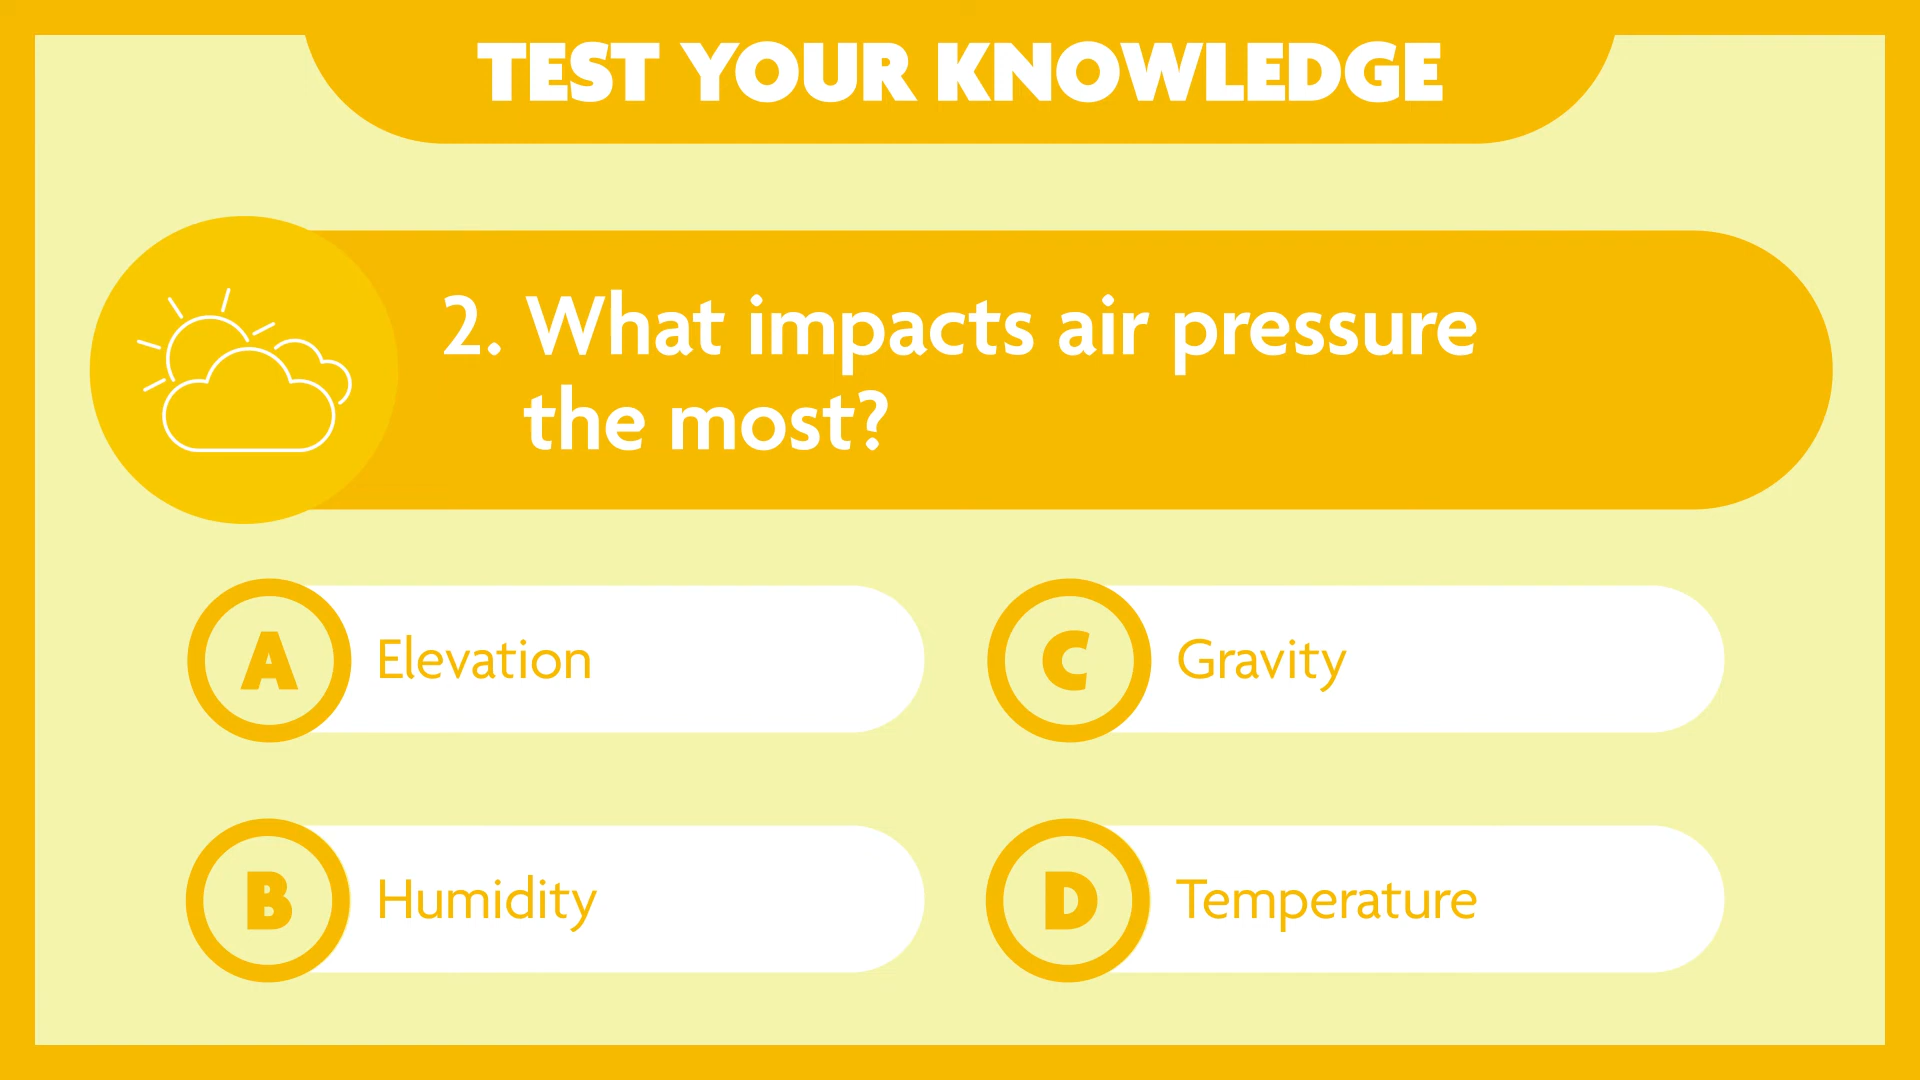 TEST YOUR KNOWLEDGE
2. What impacts air pressure
the most?
A Elevation
B Humidity
C Gravity
D Temperature